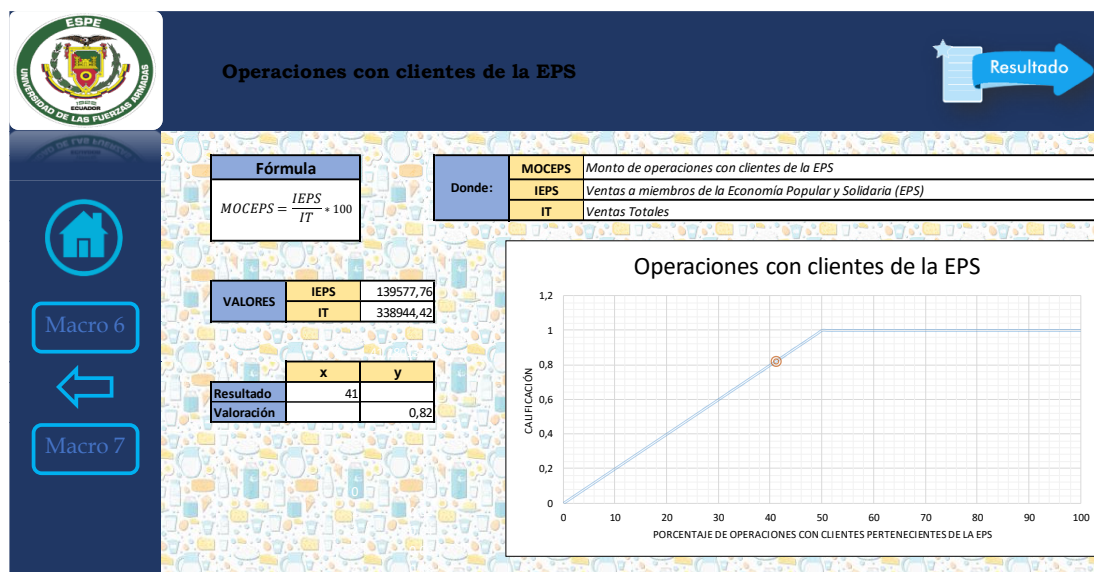 ESPE
UNIVERSIDAD DE LAS FUERZAS ARMADAS
ECUADOR
Operaciones con clientes de la EPS
Resultado
Fórmula
MOCEPS = IEPS / IT * 100
Donde:
MOCEPS Monto de operaciones con clientes de la EPS
IEPS Ventas a miembros de la Economía Popular y Solidaria (EPS)
IT Ventas Totales
VALORES
IEPS 139577,76
IT 338944,42
x y
Resultado 41
Valoración 0,82
0
Macro 6
Macro 7
Operaciones con clientes de la EPS
CALIFICACIÓN
1,2
1
0,8
0,6
0,4
0,2
0
0 10 20 30 40 50 60 70 80 90 100
PORCENTAJE DE OPERACIONES CON CLIENTES PERTENECIENTES DE LA EPS